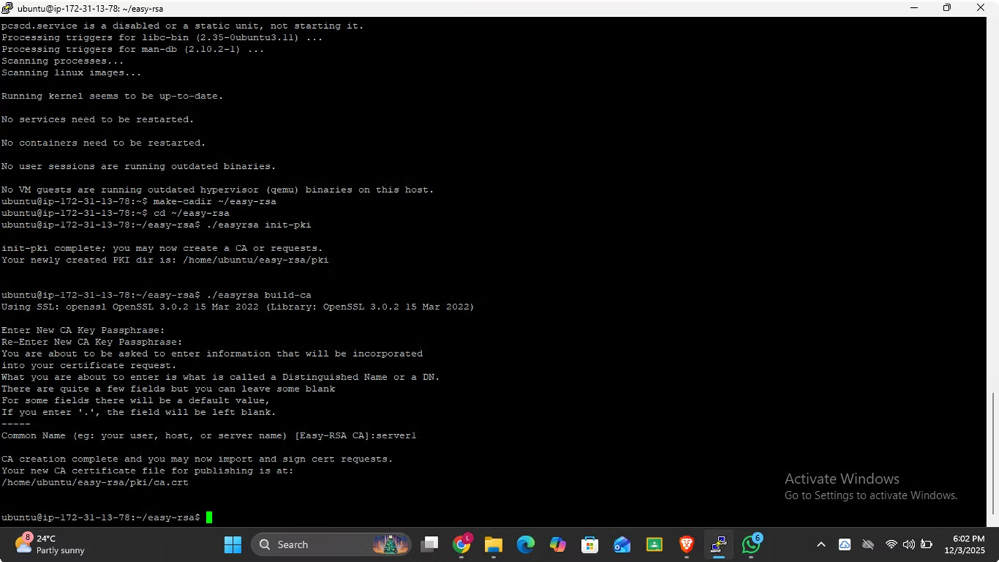 ubuntu@ip-172-31-13-78: ~/easy-rsa
pcscd.service is a disabled or a static unit, not starting it.
Processing triggers for libc-bin (2.35-0ubuntu3.11) ...
Processing triggers for man-db (2.10.2-1) ...
Scanning processes...
Scanning linux images...
Running kernel seems to be up-to-date.
No services need to be restarted.
No containers need to be restarted.
No user sessions are running outdated binaries.
No VM guests are running outdated hypervisor (qemu) binaries on this host.
ubuntu@ip-172-31-13-78:~$ make-cadir ~/easy-rsa
ubuntu@ip-172-31-13-78:~$ cd ~/easy-rsa
ubuntu@ip-172-31-13-78:~/easy-rsa$ ./easyrsa init-pki
init-pki complete; you may now create a CA or requests.
Your newly created PKI dir is: /home/ubuntu/easy-rsa/pki
ubuntu@ip-172-31-13-78:~/easy-rsa$ ./easyrsa build-ca
Using SSL: openssl OpenSSL 3.0.2 15 Mar 2022 (Library: OpenSSL 3.0.2 15 Mar 2022)
Enter New CA Key Passphrase:
Re-Enter New CA Key Passphrase:
You are about to be asked to enter information that will be incorporated
into your certificate request.
What you are about to enter is what is called a Distinguished Name or a DN.
There are quite a few fields but you can leave some blank
For some fields there will be a default value,
If you enter '.', the field will be left blank.
-----
Common Name (eg: your user, host, or server name) [Easy-RSA CA]:server1
CA creation complete and you may now import and sign cert requests.
Your new CA certificate file for publishing is at:
/home/ubuntu/easy-rsa/pki/ca.crt
ubuntu@ip-172-31-13-78:~/easy-rsa$
Activate Windows
Go to Settings to activate Windows.
8
24°C
Partly sunny
Search
L
6
6:02 PM
12/3/2025